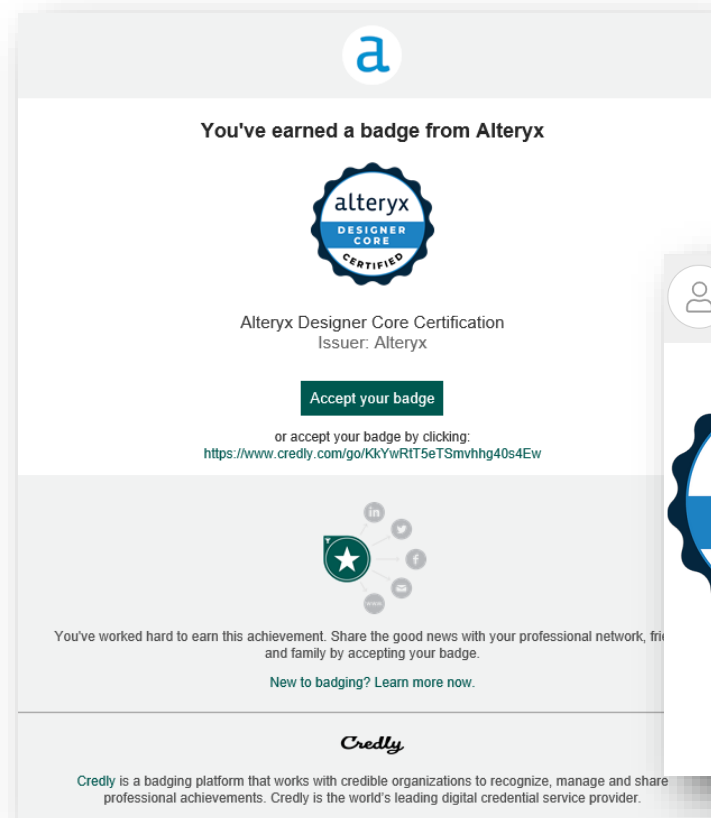 a
You've earned a badge from Alteryx
alteryx
DESIGNER
CORE
CERTIFIED
Alteryx Designer Core Certification
Issuer: Alteryx
Accept your badge
or accept your badge by clicking:
https://www.credly.com/go/KkYwRtT5eTSmvhhg40s4Ew
in
f
www
You've worked hard to earn this achievement. Share the good news with your professional network,
and family by accepting your badge.
New to badging? Learn more now.
Credly
Credly is a badging platform that works with credible organizations to recognize, manage and share
professional achievements. Credly is the world's leading digital credential service provider.